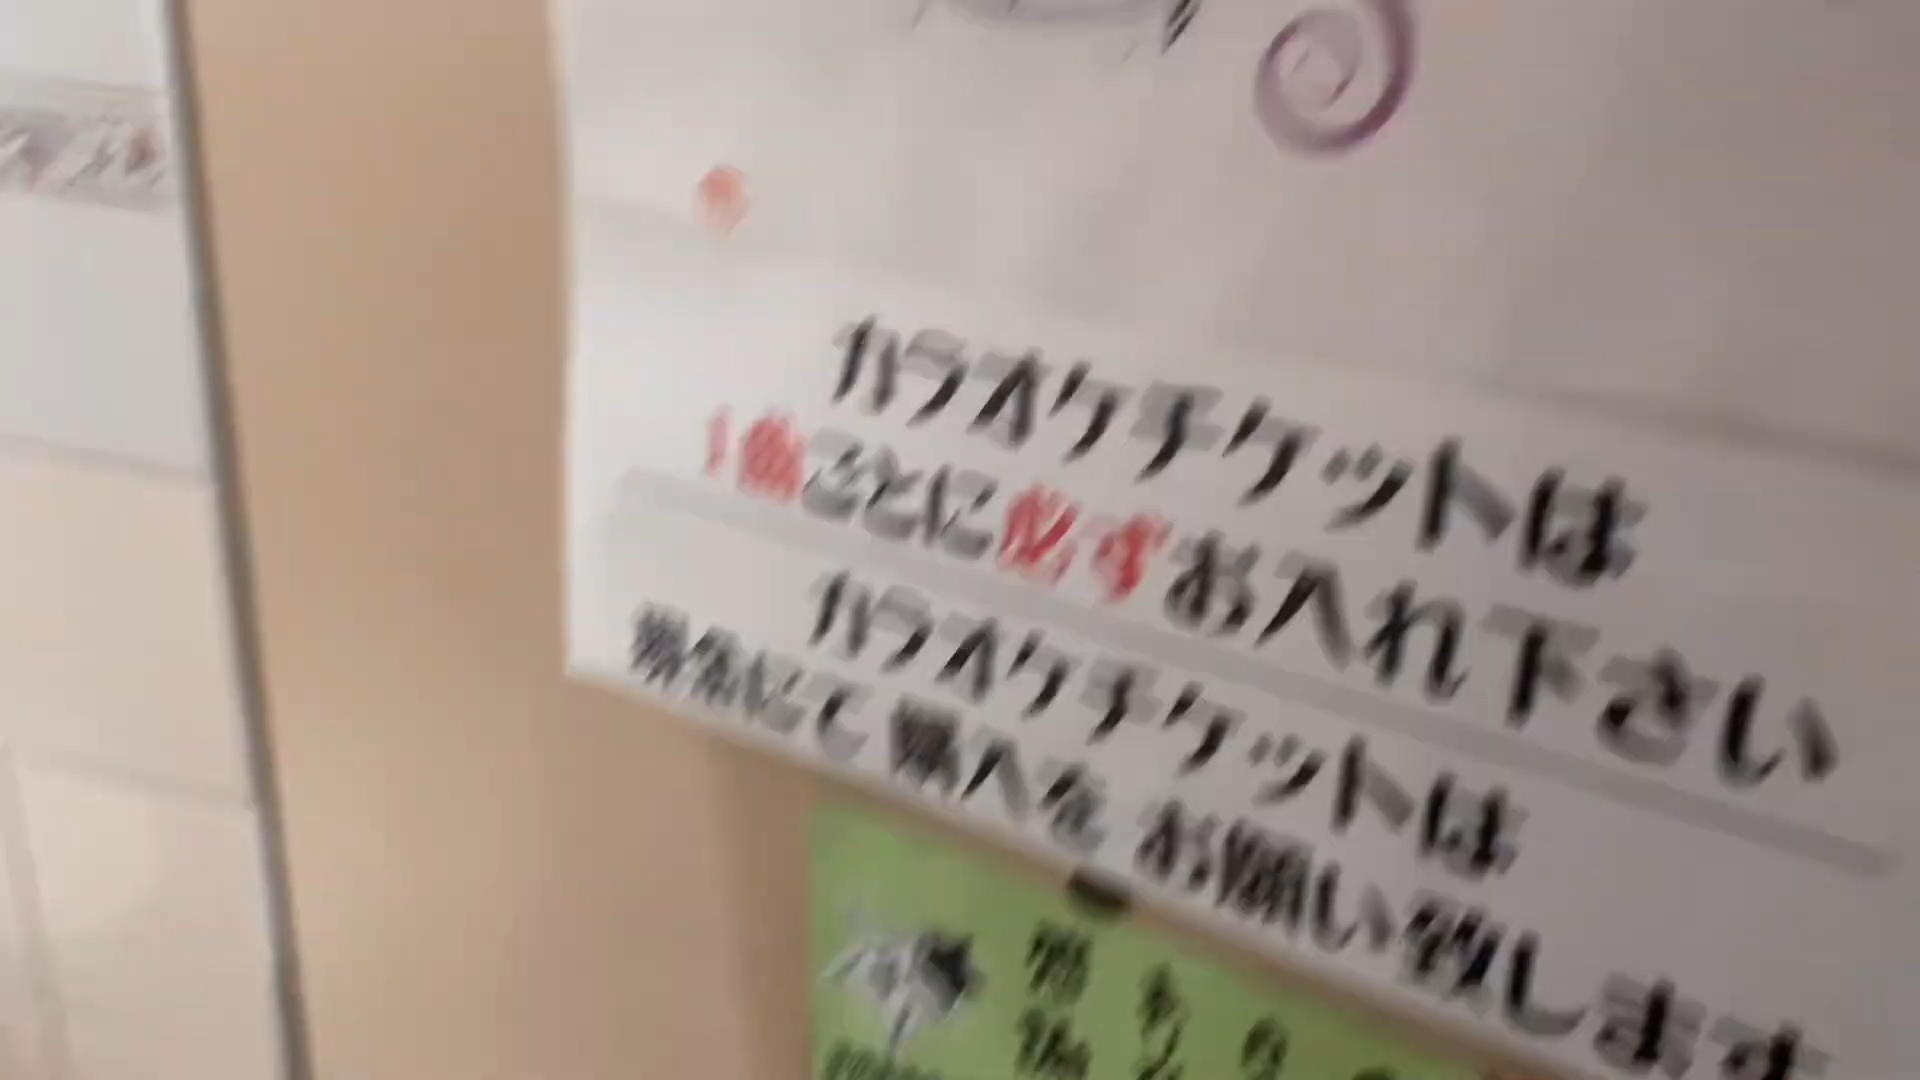 カラオケチケットは
1曲ごとに必ずお入れ下さい
カラオケチケットは
にて購入をお願い致します